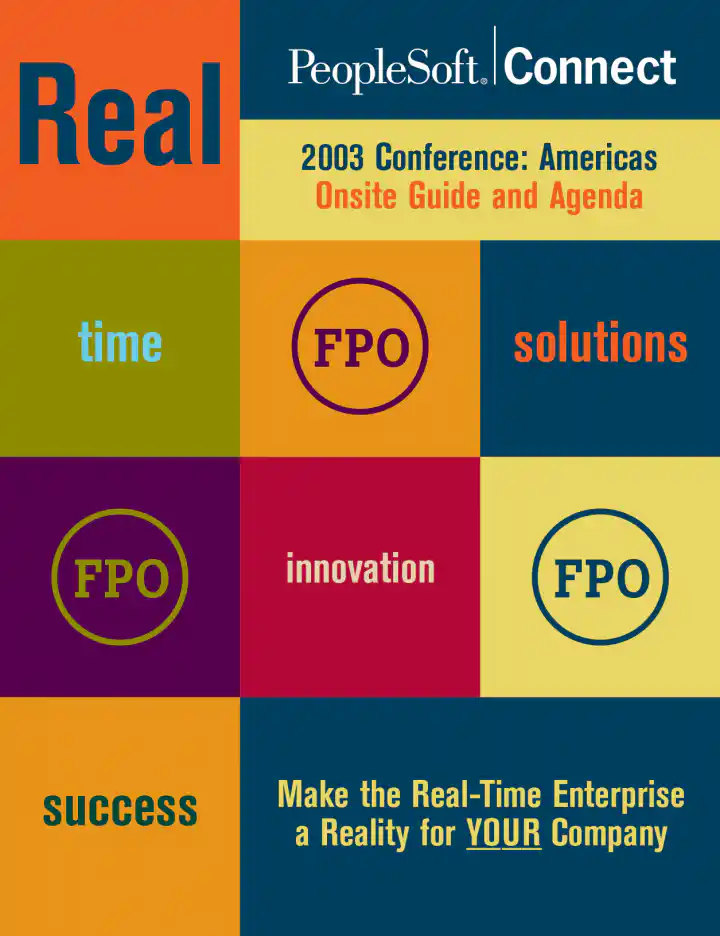 Real
PeopleSoft® Connect
2003 Conference: Americas
Onsite Guide and Agenda
time
FPO
solutions
FPO
innovation
FPO
success
Make the Real-Time Enterprise
a Reality for YOUR Company